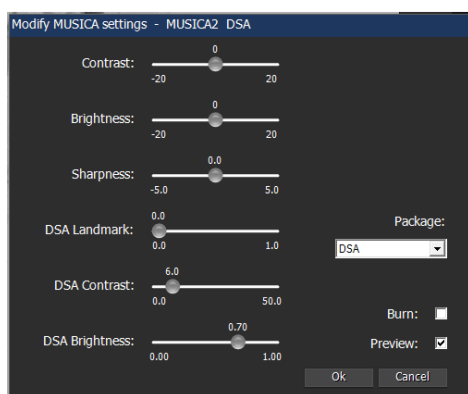 Modify MUSICA settings - MUSICA2 DSA
0
Contrast:
-20 20
0
Brightness:
-20 20
0.0
Sharpness:
-5.0 5.0
0.0
DSA Landmark:
0.0 1.0
Package:
DSA
6.0
DSA Contrast:
0.0 50.0
Burn:
0.70
DSA Brightness:
0.00 1.00
Preview:
Ok Cancel